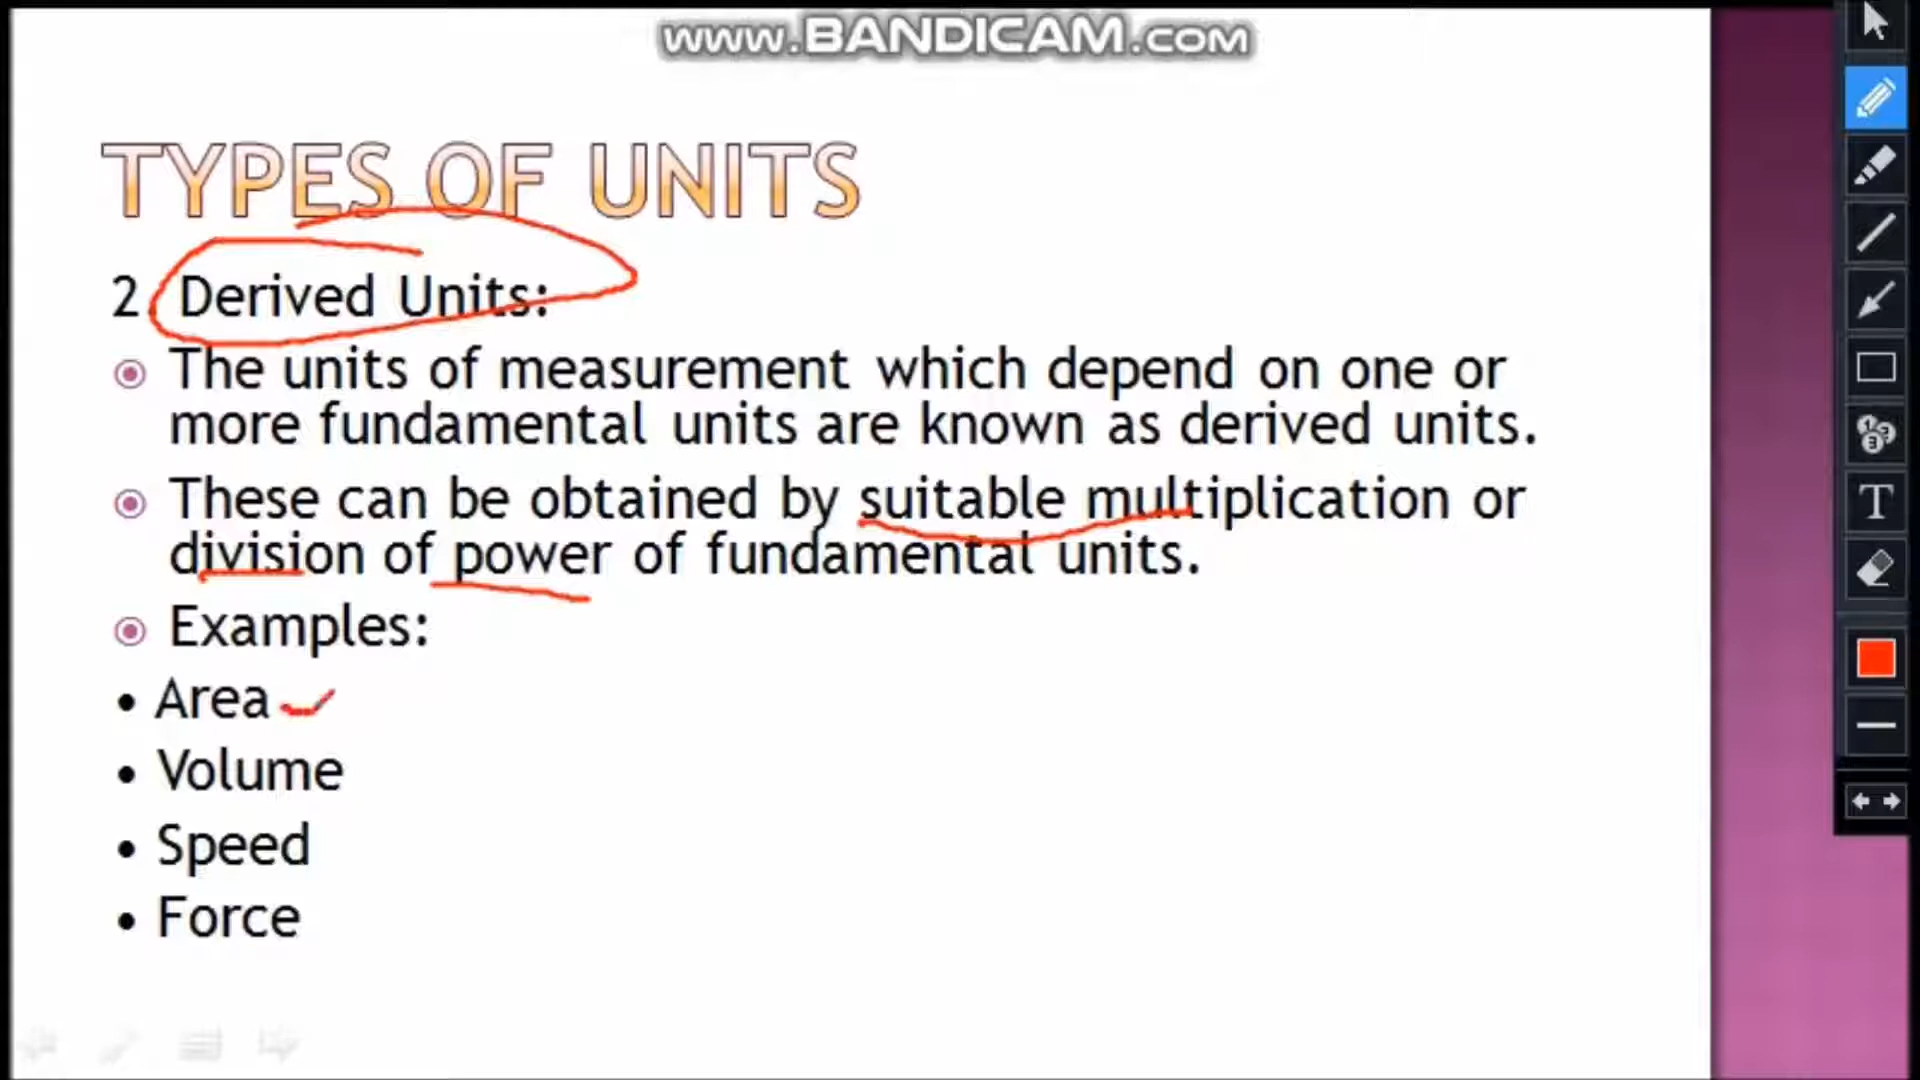 www.BANDICAM.com
TYPES OF UNITS
2 Derived Units:
The units of measurement which depend on one or
more fundamental units are known as derived units.
These can be obtained by suitable multiplication or
division of power of fundamental units.
Examples:
• Area
• Volume
• Speed
• Force
T